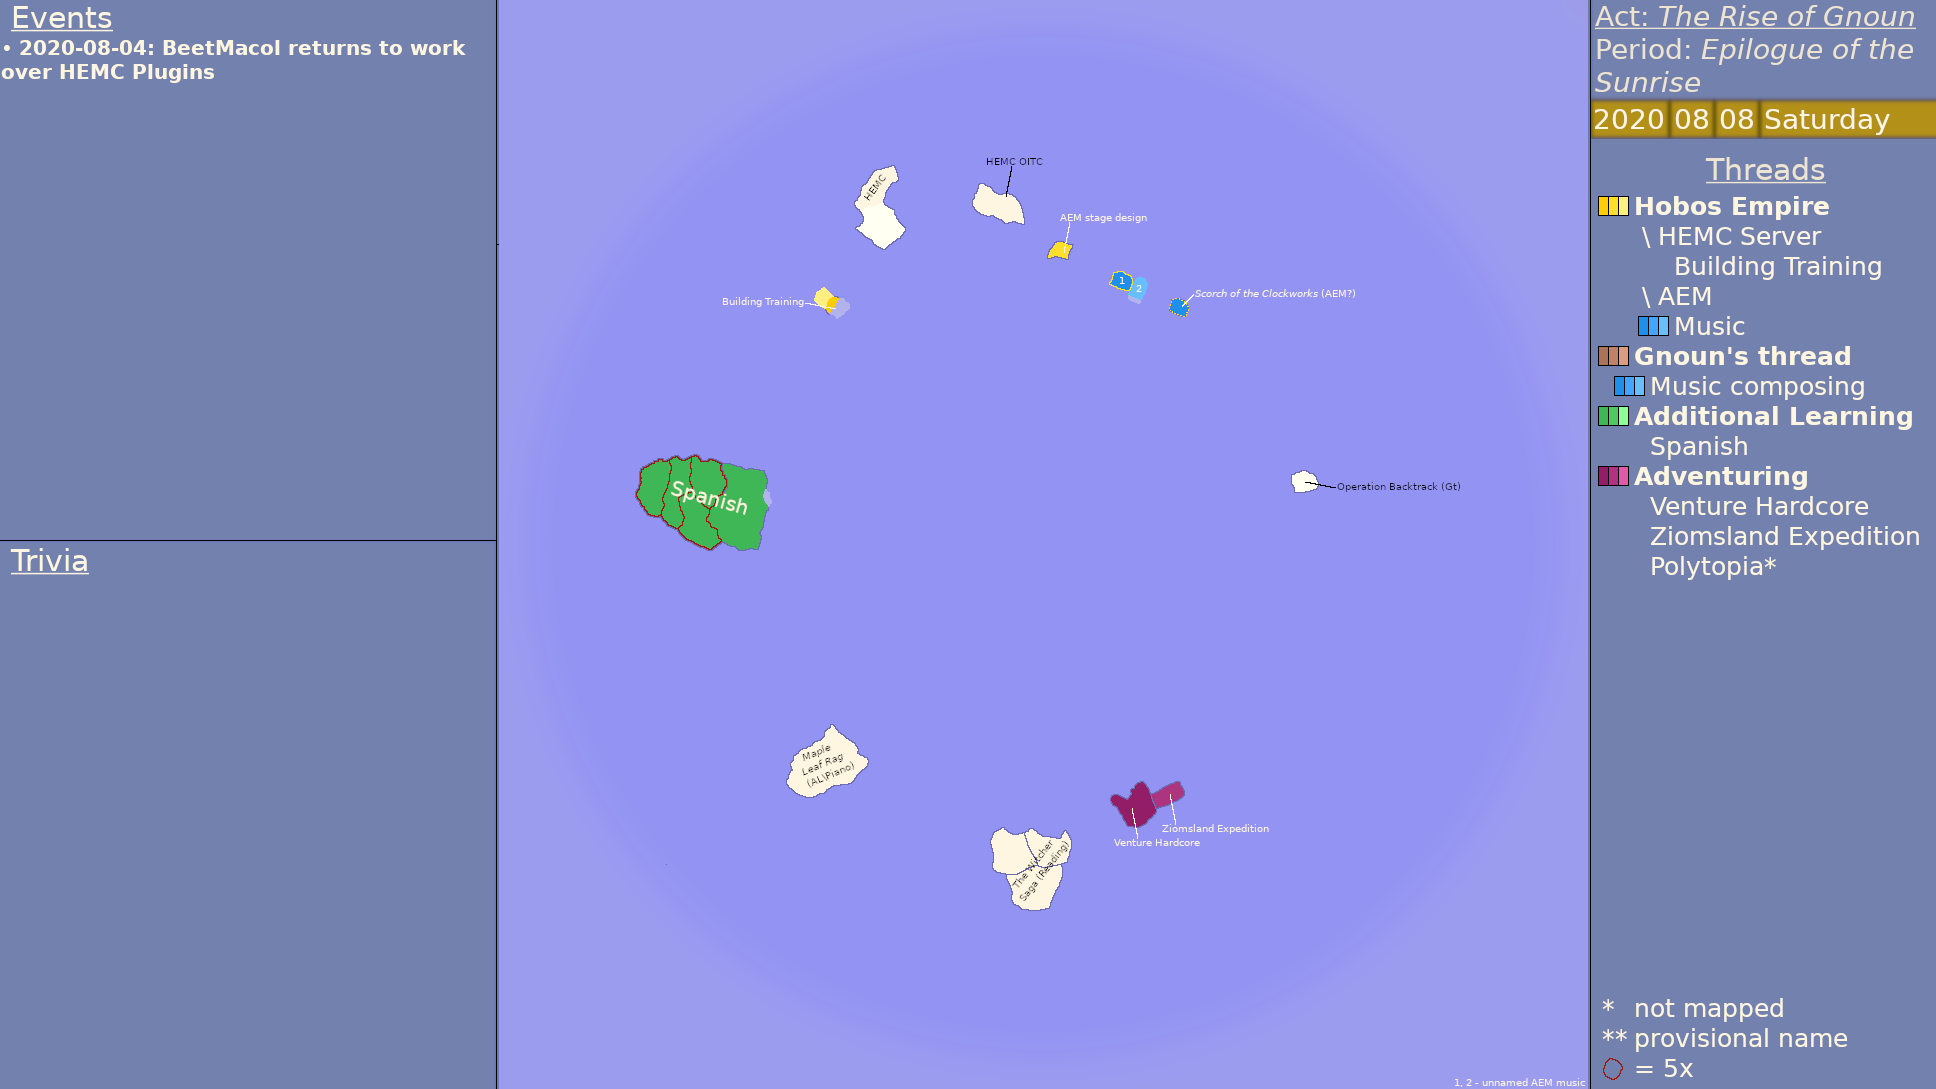 Events
• 2020-08-04: BeetMacol returns to work
over HEMC Plugins
Trivia
HEMC
HEMC OITC
AEM stage design
1
2
Scorch of the Clockworks (AEM?)
Building Training
Spanish
Operation Backtrack (Gt)
Maple
Leaf Rag
(AL\Piano)
Ziomsland Expedition
Venture Hardcore
The Witcher
Saga (Reading)
1, 2 - unnamed AEM music
Act: The Rise of Gnoun
Period: Epilogue of the
Sunrise
2020 08 08 Saturday
Threads
Hobos Empire
\ HEMC Server
Building Training
\ AEM
Music
Gnoun's thread
Music composing
Additional Learning
Spanish
Adventuring
Venture Hardcore
Ziomsland Expedition
Polytopia*
* not mapped
** provisional name
= 5x